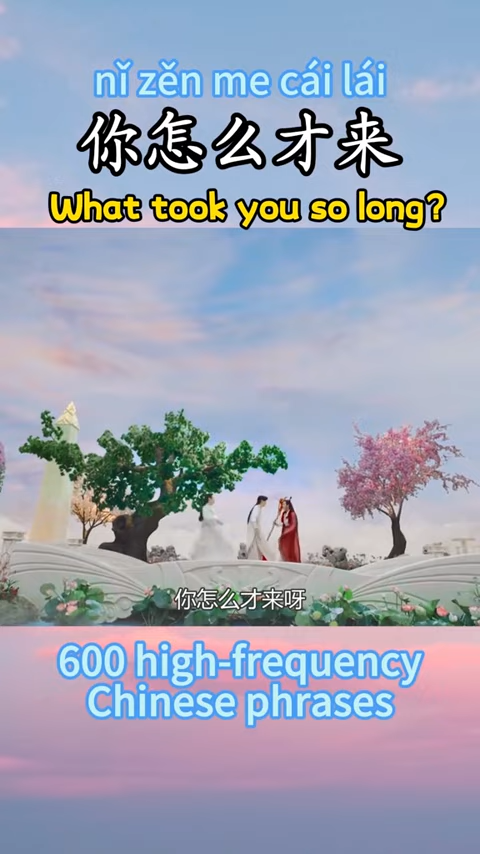 nǐ zěn me cái lái
你怎么才来
What took you so long?
你怎么才来呀
600 high-frequency
Chinese phrases